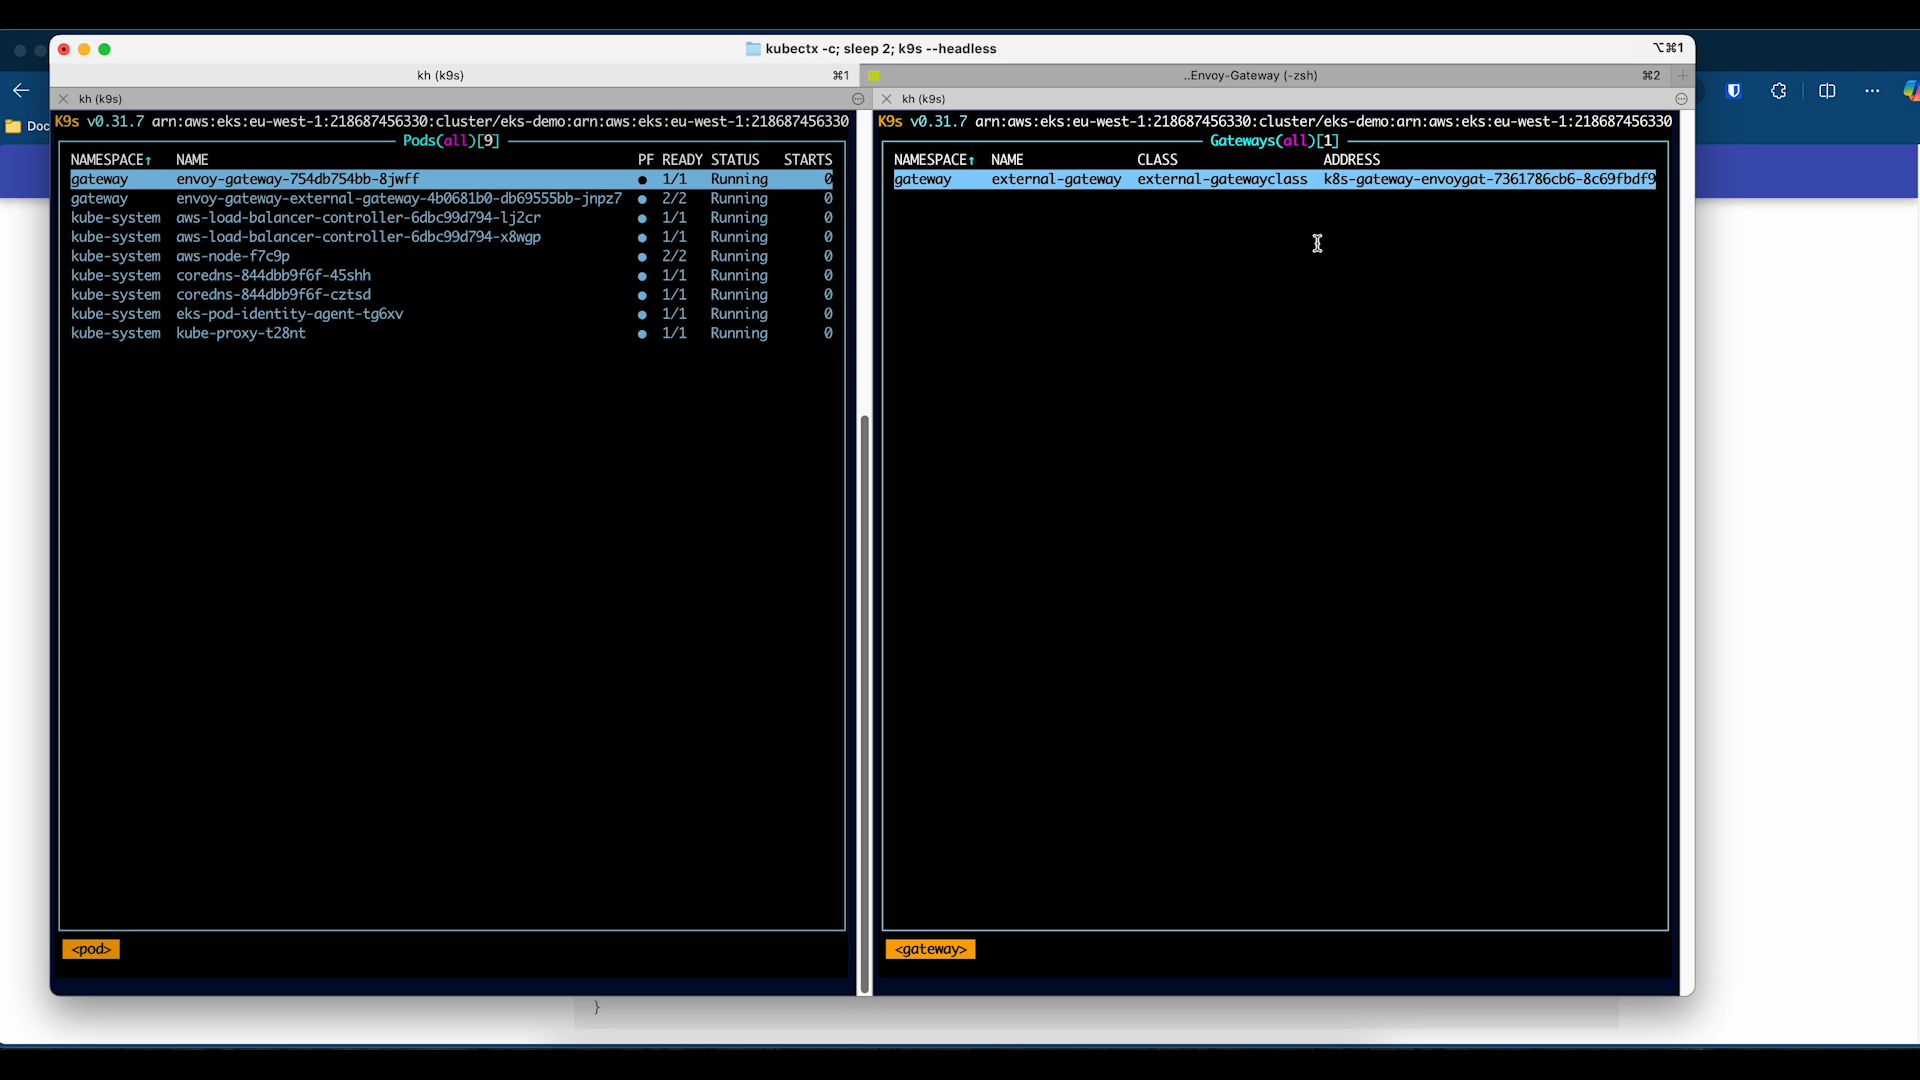 kubectx -c; sleep 2; k9s --headless
⌥⌘1
kh (k9s)
⌘1
..Envoy-Gateway (-zsh)
⌘2
kh (k9s)
kh (k9s)
Doc
K9s v0.31.7 arn:aws:eks:eu-west-1:218687456330:cluster/eks-demo:arn:aws:eks:eu-west-1:218687456330
Pods(all)[9]
NAMESPACE↑ NAME PF READY STATUS STARTS
gateway envoy-gateway-754db754bb-8jwff ● 1/1 Running 0
gateway envoy-gateway-external-gateway-4b0681b0-db69555bb-jnpz7 ● 2/2 Running 0
kube-system aws-load-balancer-controller-6dbc99d794-lj2cr ● 1/1 Running 0
kube-system aws-load-balancer-controller-6dbc99d794-x8wgp ● 1/1 Running 0
kube-system aws-node-f7c9p ● 2/2 Running 0
kube-system coredns-844dbb9f6f-45shh ● 1/1 Running 0
kube-system coredns-844dbb9f6f-cztsd ● 1/1 Running 0
kube-system eks-pod-identity-agent-tg6xv ● 1/1 Running 0
kube-system kube-proxy-t28nt ● 1/1 Running 0
<pod>
K9s v0.31.7 arn:aws:eks:eu-west-1:218687456330:cluster/eks-demo:arn:aws:eks:eu-west-1:218687456330
Gateways(all)[1]
NAMESPACE↑ NAME CLASS ADDRESS
gateway external-gateway external-gatewayclass k8s-gateway-envoygat-7361786cb6-8c69fbdf9
<gateway>
}